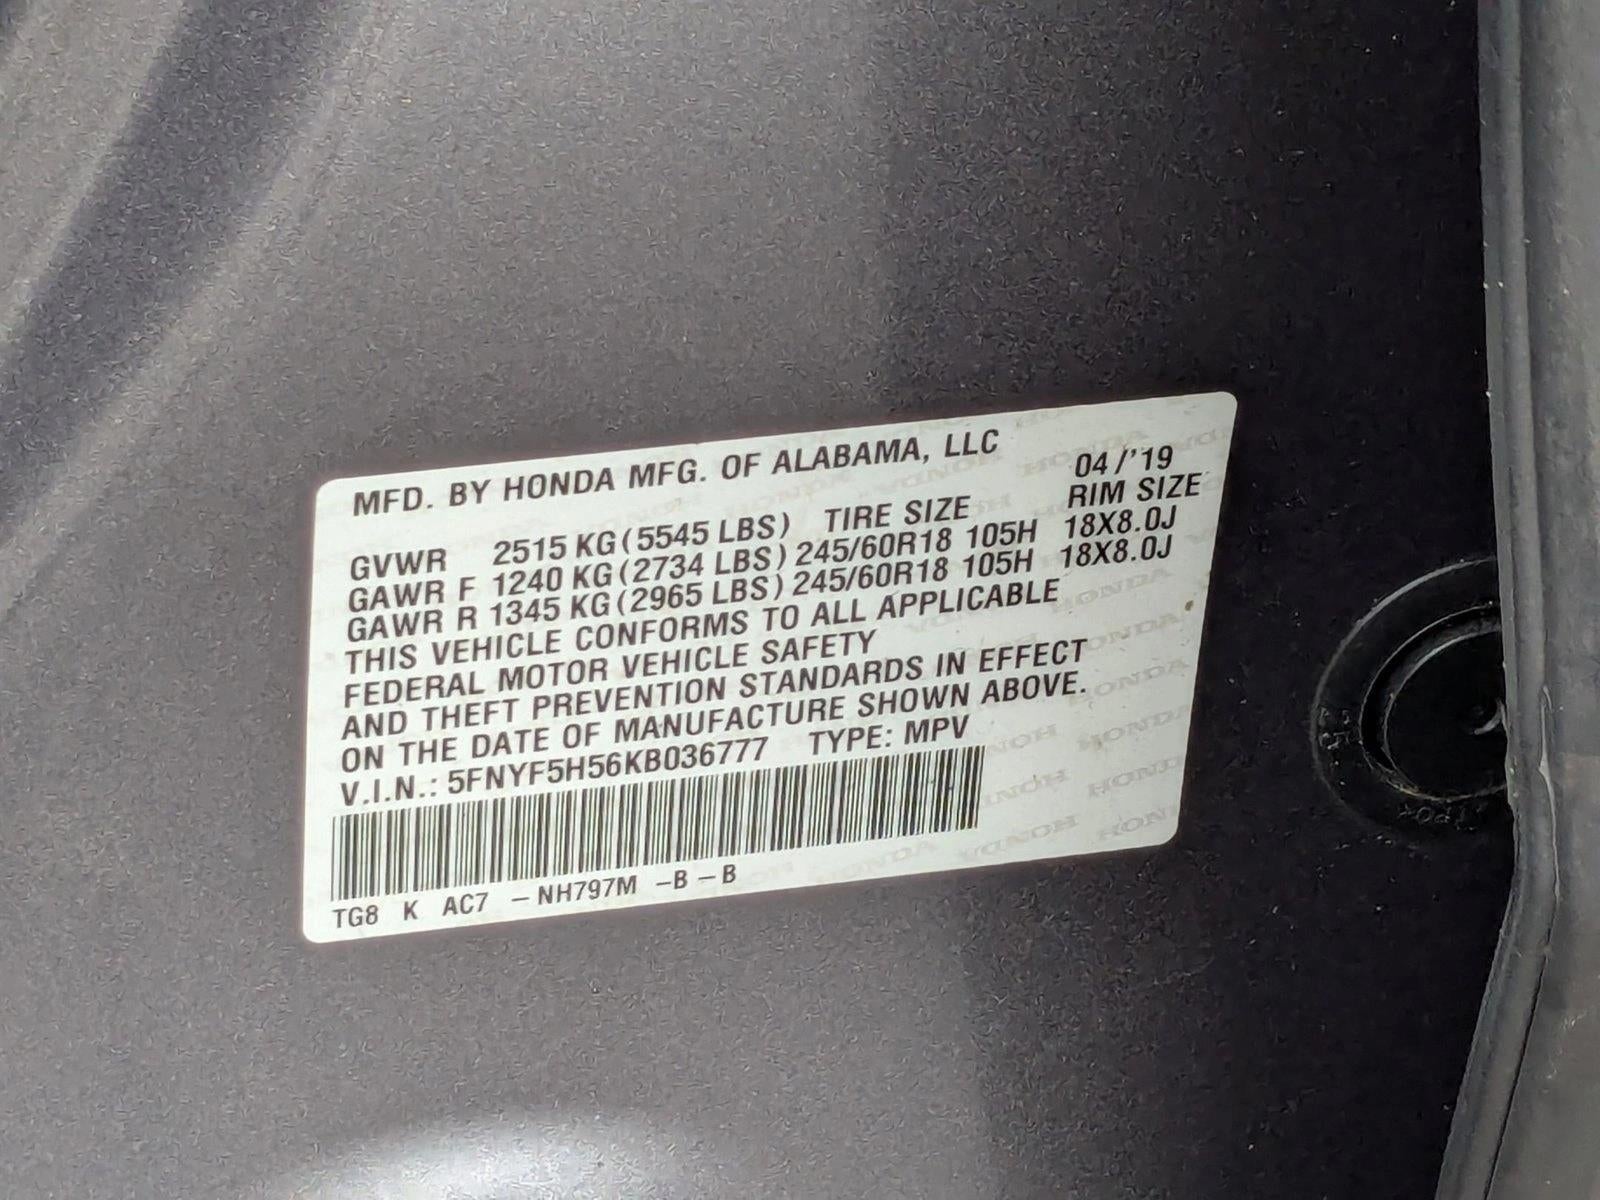 MFD. BY HONDA MFG. OF ALABAMA, LLC
04/'19
GVWR 2515 KG (5545 LBS) TIRE SIZE RIM SIZE
GAWR F 1240 KG (2734 LBS) 245/60R18 105H 18X8.0J
GAWR R 1345 KG (2965 LBS) 245/60R18 105H 18X8.0J
THIS VEHICLE CONFORMS TO ALL APPLICABLE
FEDERAL MOTOR VEHICLE SAFETY
AND THEFT PREVENTION STANDARDS IN EFFECT
ON THE DATE OF MANUFACTURE SHOWN ABOVE.
V.I.N.: 5FNYF5H56KB036777 TYPE: MPV
TG8 K AC7 – NH797M – B – B